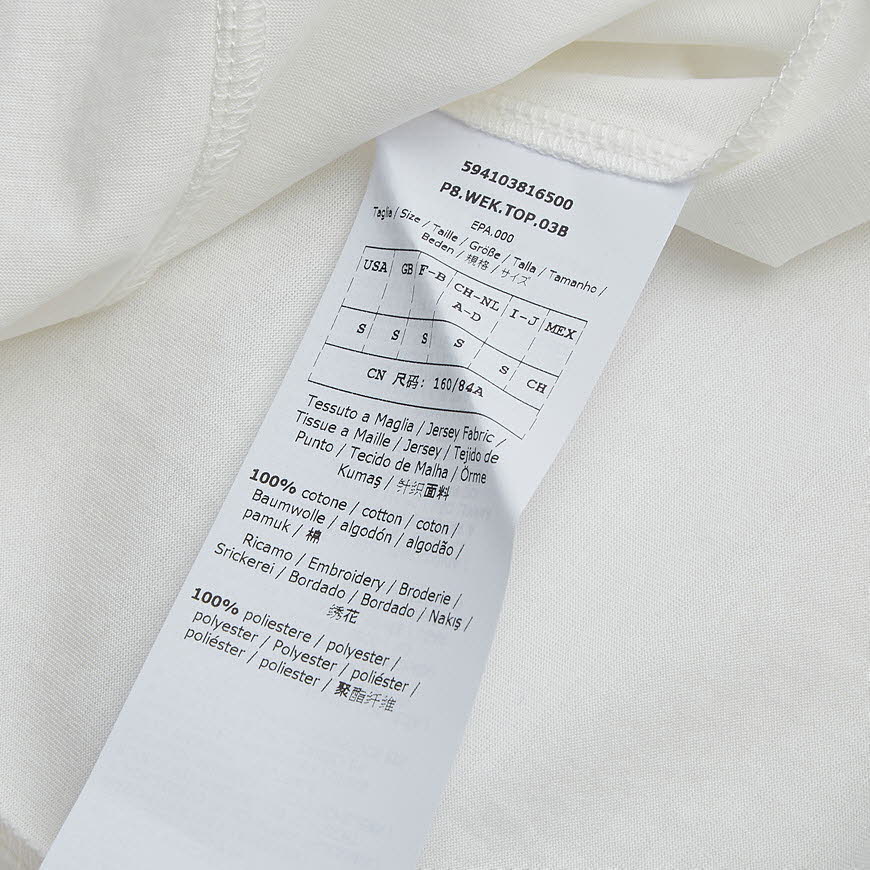 594103816500
P8.WEK.TOP.03B
EPA.000
Taglia / Size / Taille / Größe / Talla / Tamanho /
Beden / 規格 / サイズ
USA GB F-B CH-NL A-D I-J MEX
S S S S S CH
CN 尺码: 160/84A
Tessuto a Maglia / Jersey Fabric /
Tissue a Maille / Jersey / Tejido de
Punto / Tecido de Malha / Örme
Kumaş / 针织面料
100% cotone / cotton / coton /
Baumwolle / algodón / algodão /
pamuk / 棉
Ricamo / Embroidery / Broderie /
Srickerei / Bordado / Bordado / Nakış /
绣花
100% poliestere / polyester /
polyester / Polyester / poliéster /
poliéster / poliester / 聚酯纤维